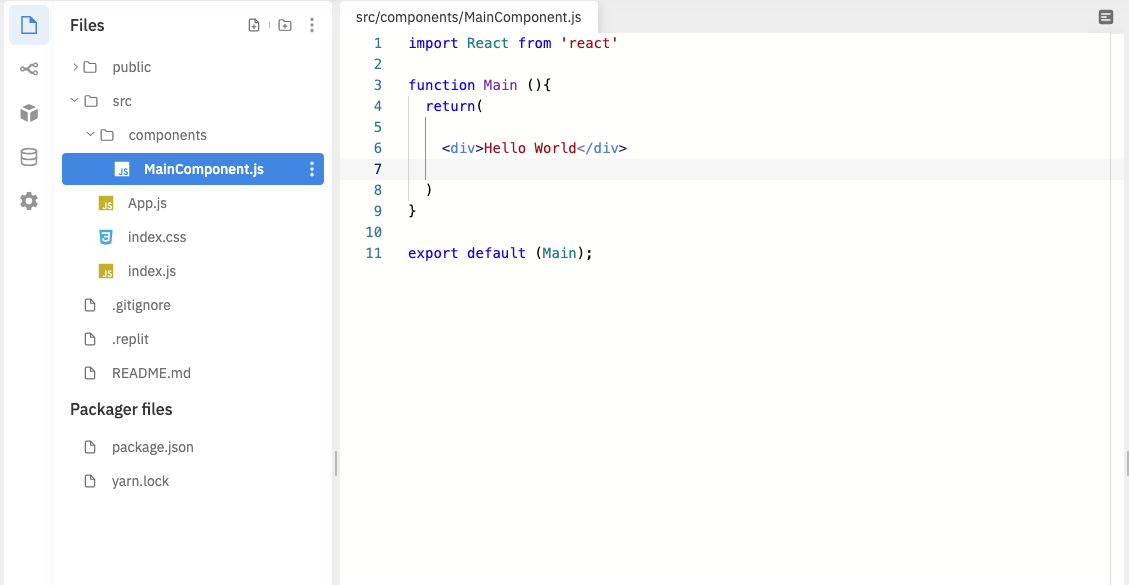 Files
public
src
components
JS MainComponent.js
JS App.js
3 index.css
JS index.js
.gitignore
.replit
README.md
Packager files
package.json
yarn.lock
src/components/MainComponent.js
1 import React from 'react'
2
3 function Main (){
4 return(
5
6 <div>Hello World</div>
7
8 )
9 }
10
11 export default (Main);